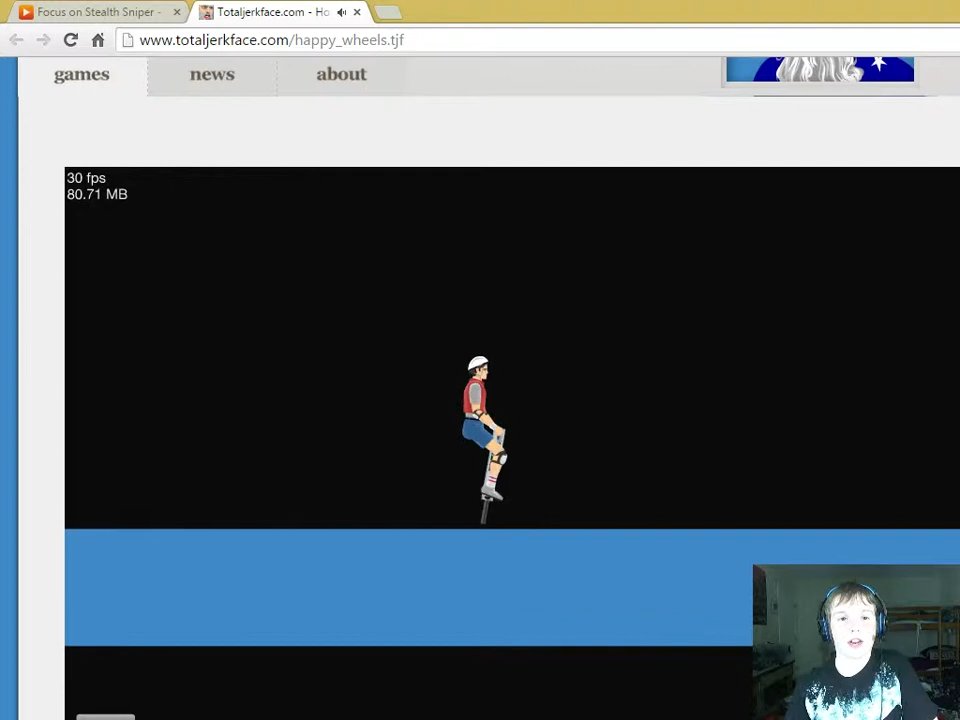 Focus on Stealth Sniper -
Totaljerkface.com - Ho
www.totaljerkface.com/happy_wheels.tjf
games
news
about
30 fps
80.71 MB